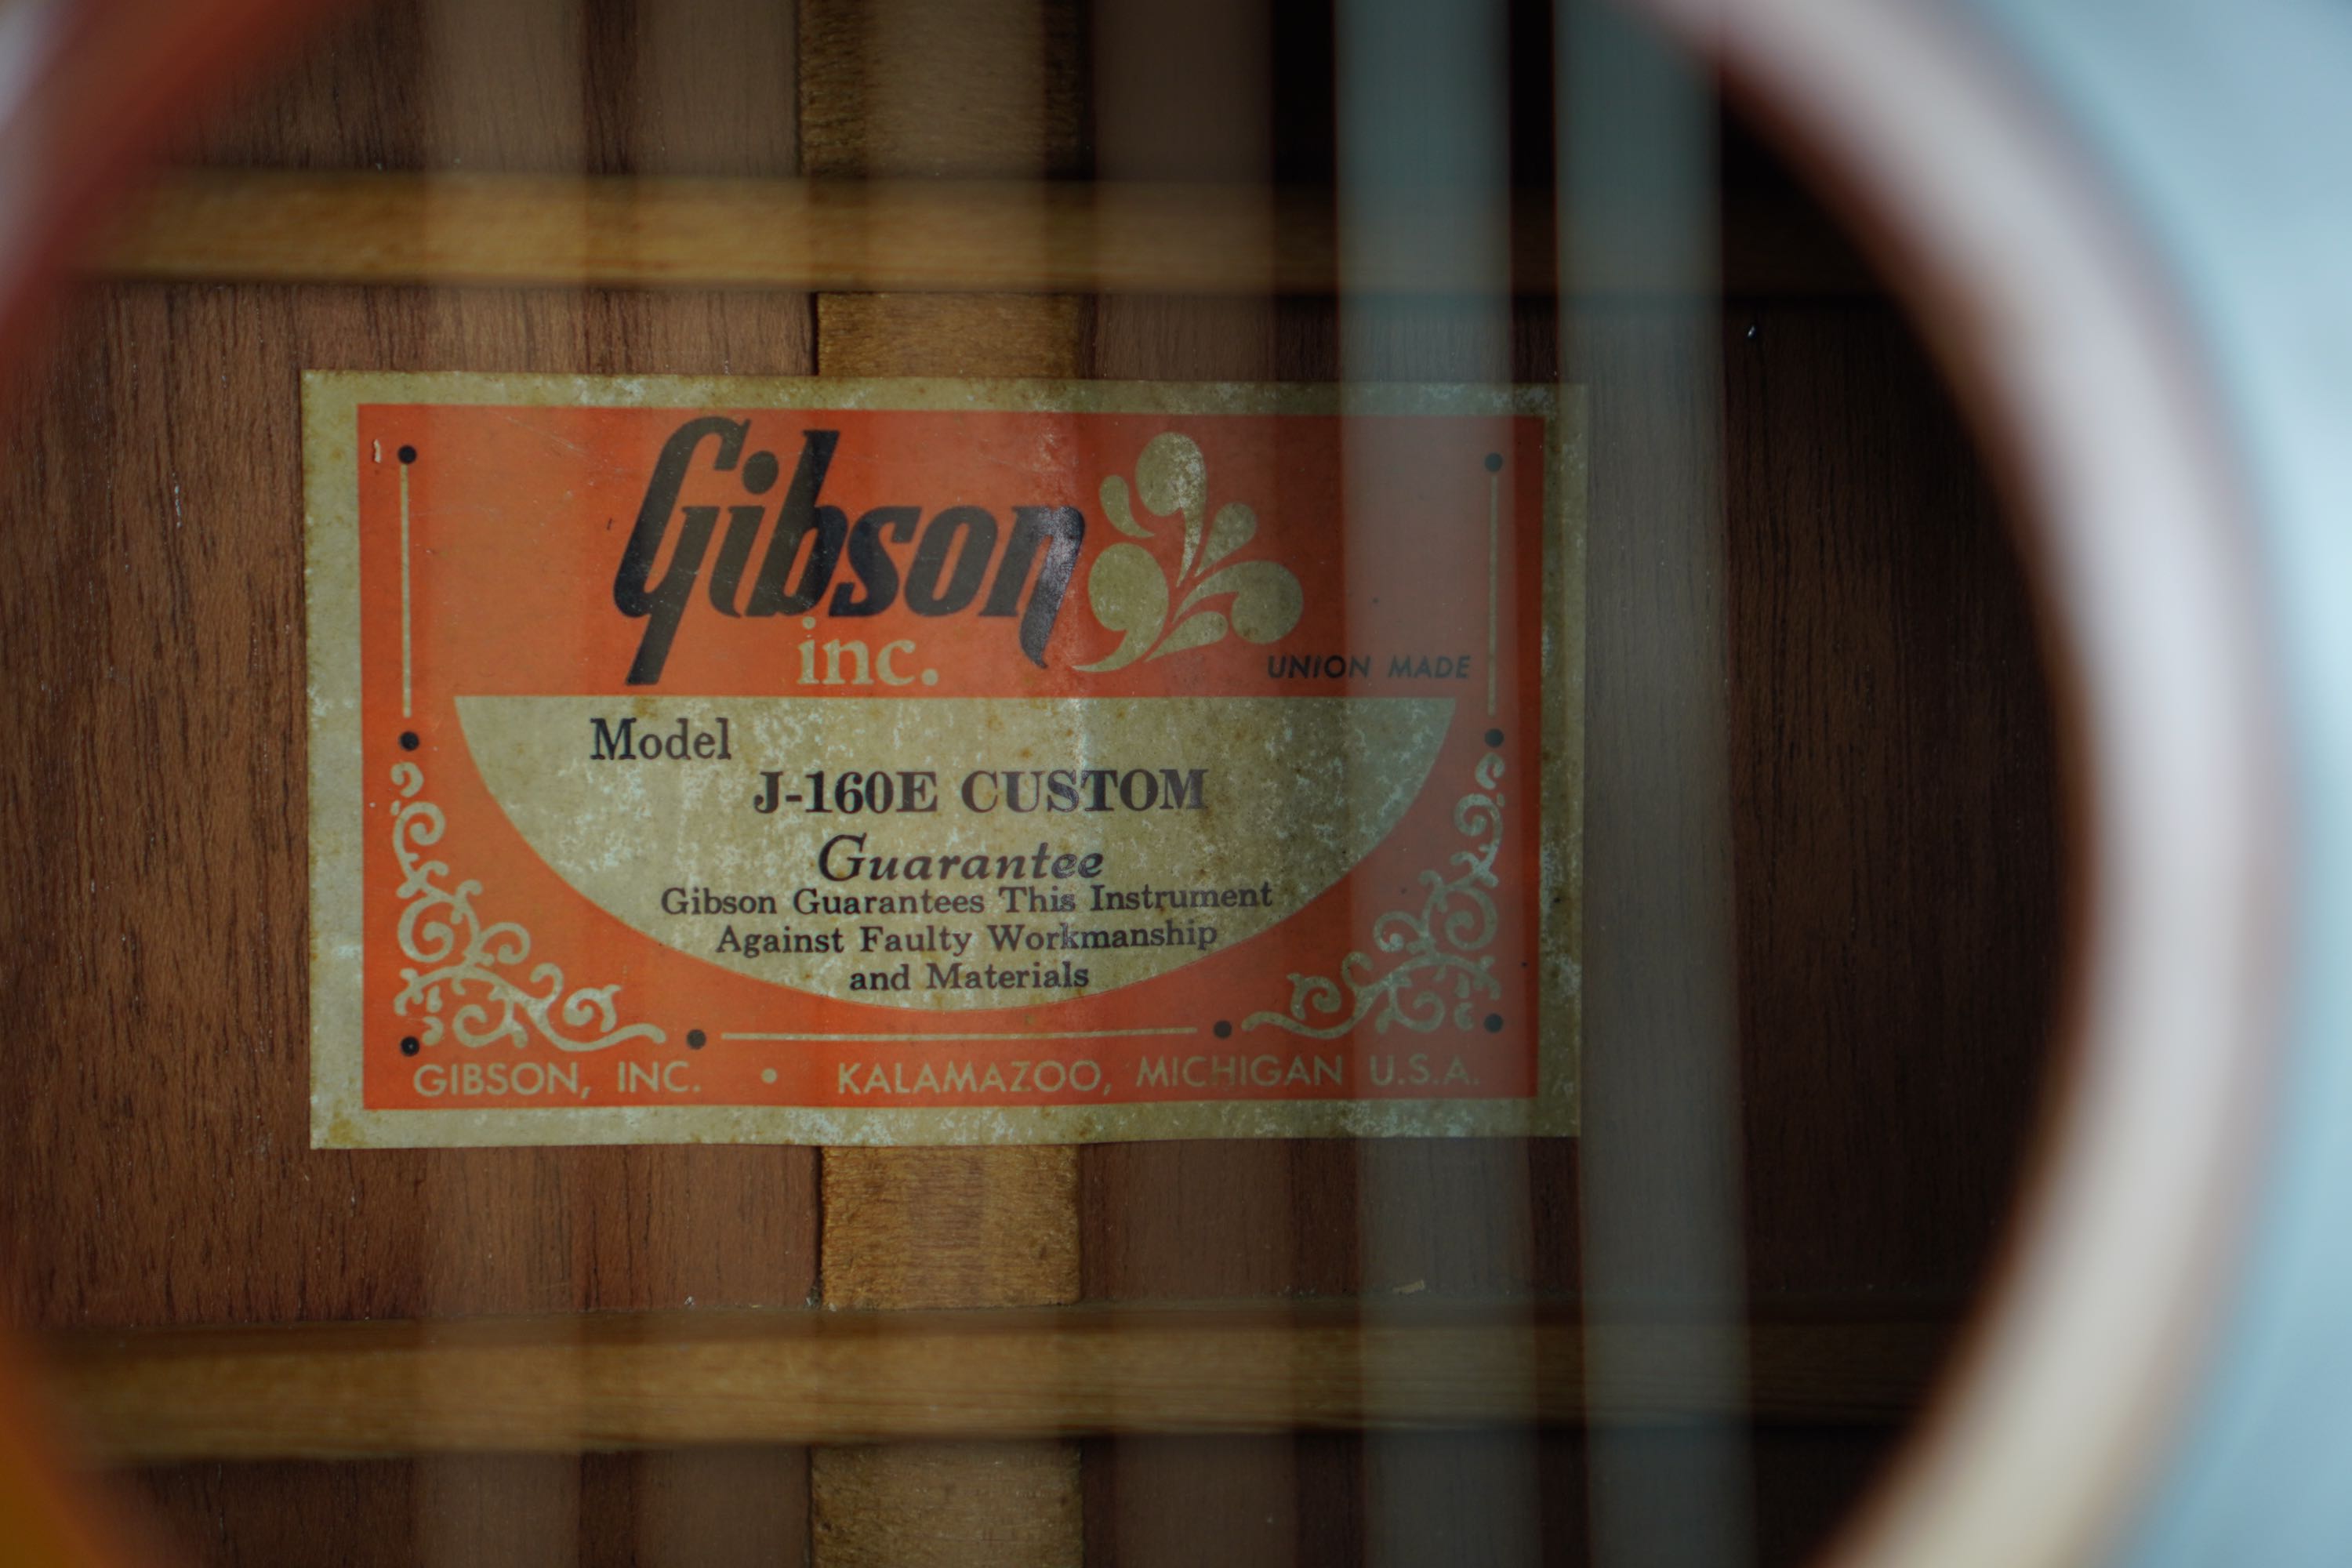 Gibson
inc.
UNION MADE
Model
J-160E CUSTOM
Guarantee
Gibson Guarantees This Instrument
Against Faulty Workmanship
and Materials
GIBSON, INC. • KALAMAZOO, MICHIGAN U.S.A.